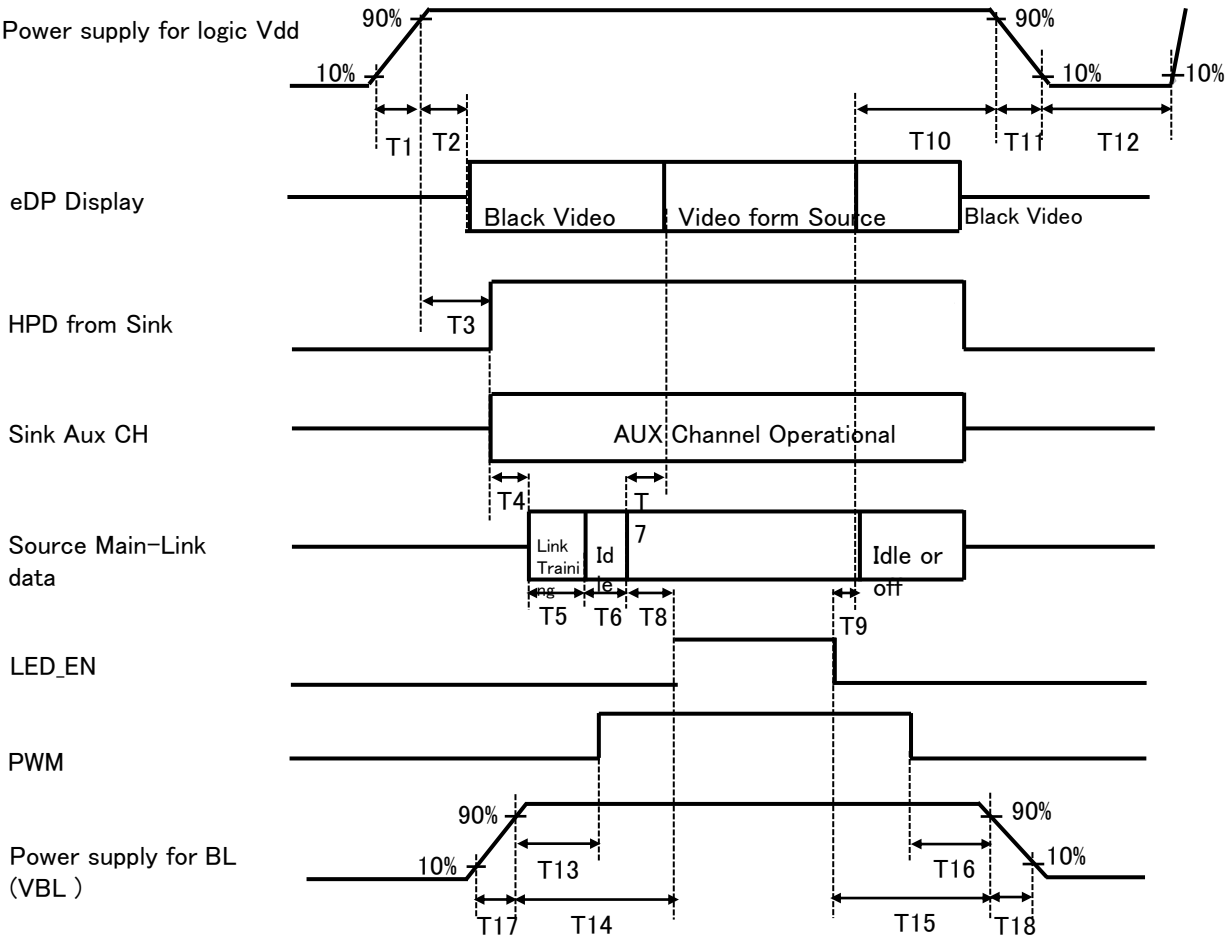 Power supply for logic Vdd
90%
90%
10%
10%
10%
T1
T2
T10
T11
T12
eDP Display
Black Video
Video form Source
Black Video
HPD from Sink
T3
Sink Aux CH
AUX Channel Operational
T4
T
7
Source Main-Link
data
Link
Traini
ng
Id
le
Idle or
off
T5
T6
T8
T9
LED_EN
PWM
90%
90%
Power supply for BL
(VBL )
10%
10%
T13
T16
T17
T14
T15
T18